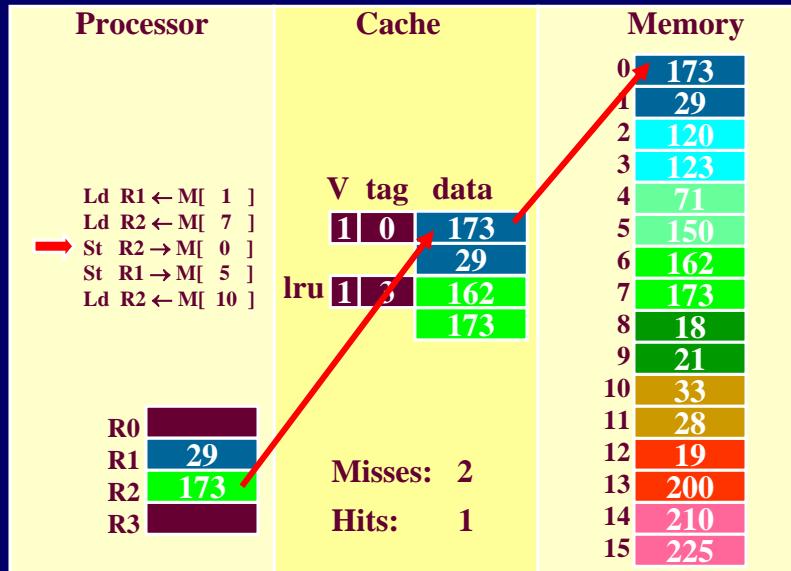 Processor
Ld R1 ← M[ 1 ]
Ld R2 ← M[ 7 ]
St R2 → M[ 0 ]
St R1 → M[ 5 ]
Ld R2 ← M[ 10 ]
R0
R1 29
R2 173
R3
Cache
V tag data
1 0 173
29
lru 1 3 162
173
Misses: 2
Hits: 1
Memory
0 173
1 29
2 120
3 123
4 71
5 150
6 162
7 173
8 18
9 21
10 33
11 28
12 19
13 200
14 210
15 225